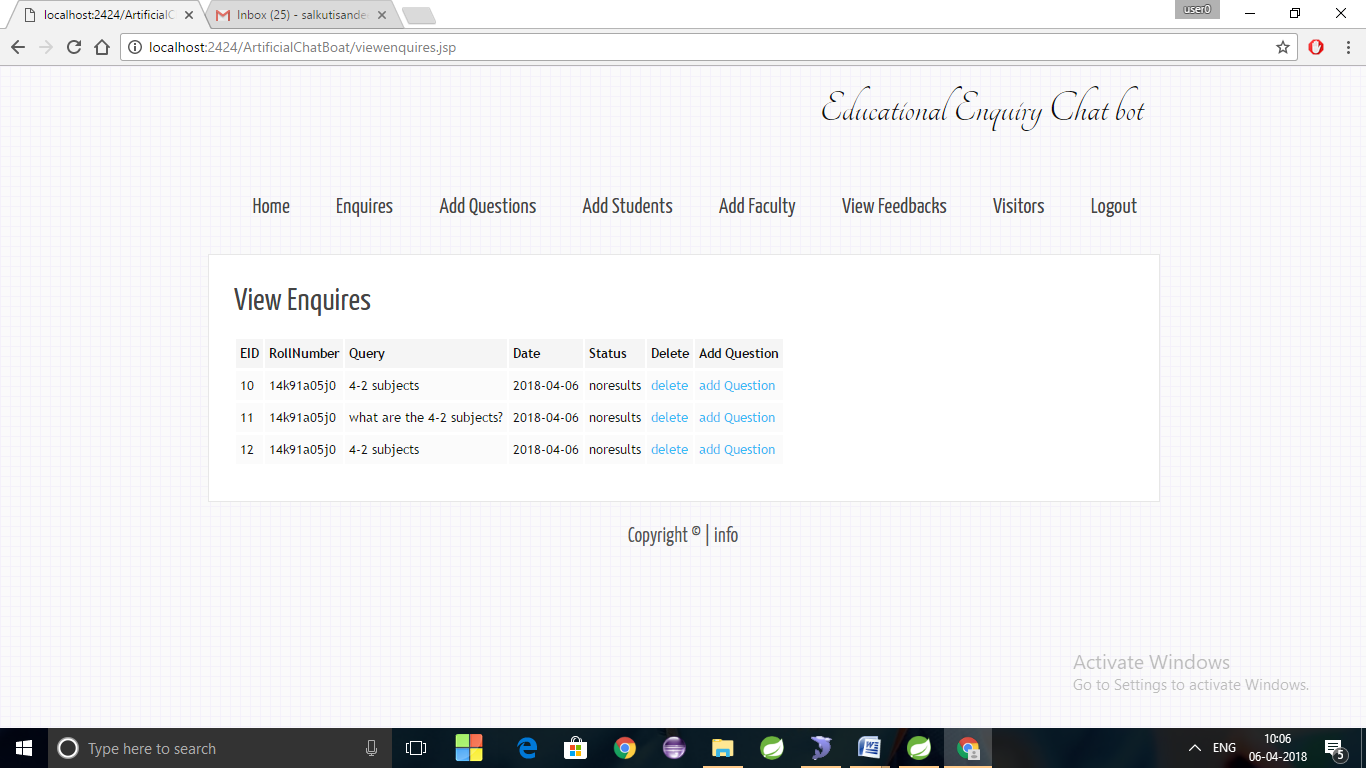 localhost:2424/ArtificialC
Inbox (25) - salkutisande
user0
localhost:2424/ArtificialChatBoat/viewenquires.jsp
Educational Enquiry Chat bot
Home Enquires Add Questions Add Students Add Faculty View Feedbacks Visitors Logout
View Enquires
EID RollNumber Query Date Status Delete Add Question
10 14k91a05j0 4-2 subjects 2018-04-06 noresults delete add Question
11 14k91a05j0 what are the 4-2 subjects? 2018-04-06 noresults delete add Question
12 14k91a05j0 4-2 subjects 2018-04-06 noresults delete add Question
Copyright © | info
Activate Windows
Go to Settings to activate Windows.
Type here to search
ENG
10:06
06-04-2018
5